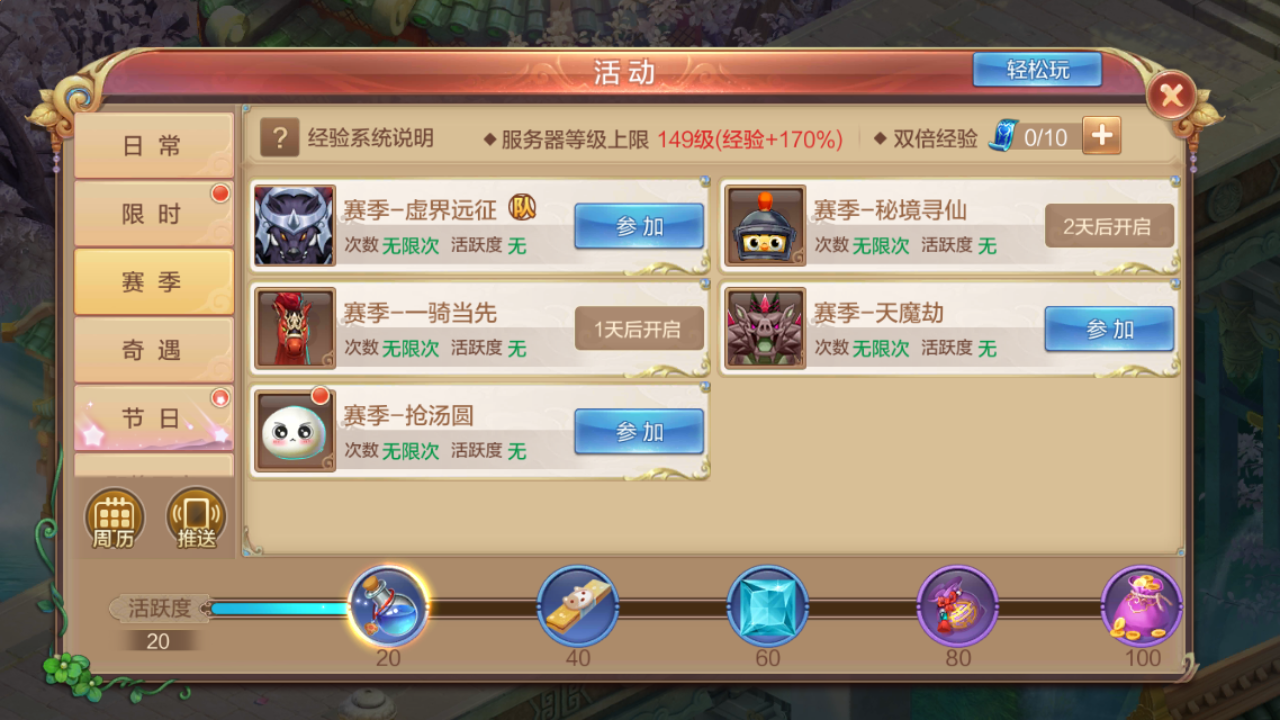 活动
轻松玩
日常
限时
赛季
奇遇
节日
周历
推送
? 经验系统说明 ◆服务器等级上限 149级(经验+170%) ◆双倍经验 0/10 +
赛季-虚界远征 队
次数 无限次 活跃度 无
参加
赛季-秘境寻仙
次数 无限次 活跃度 无
2天后开启
赛季-一骑当先
次数 无限次 活跃度 无
1天后开启
赛季-天魔劫
次数 无限次 活跃度 无
参加
赛季-抢汤圆
次数 无限次 活跃度 无
参加
活跃度
20
20 40 60 80 100